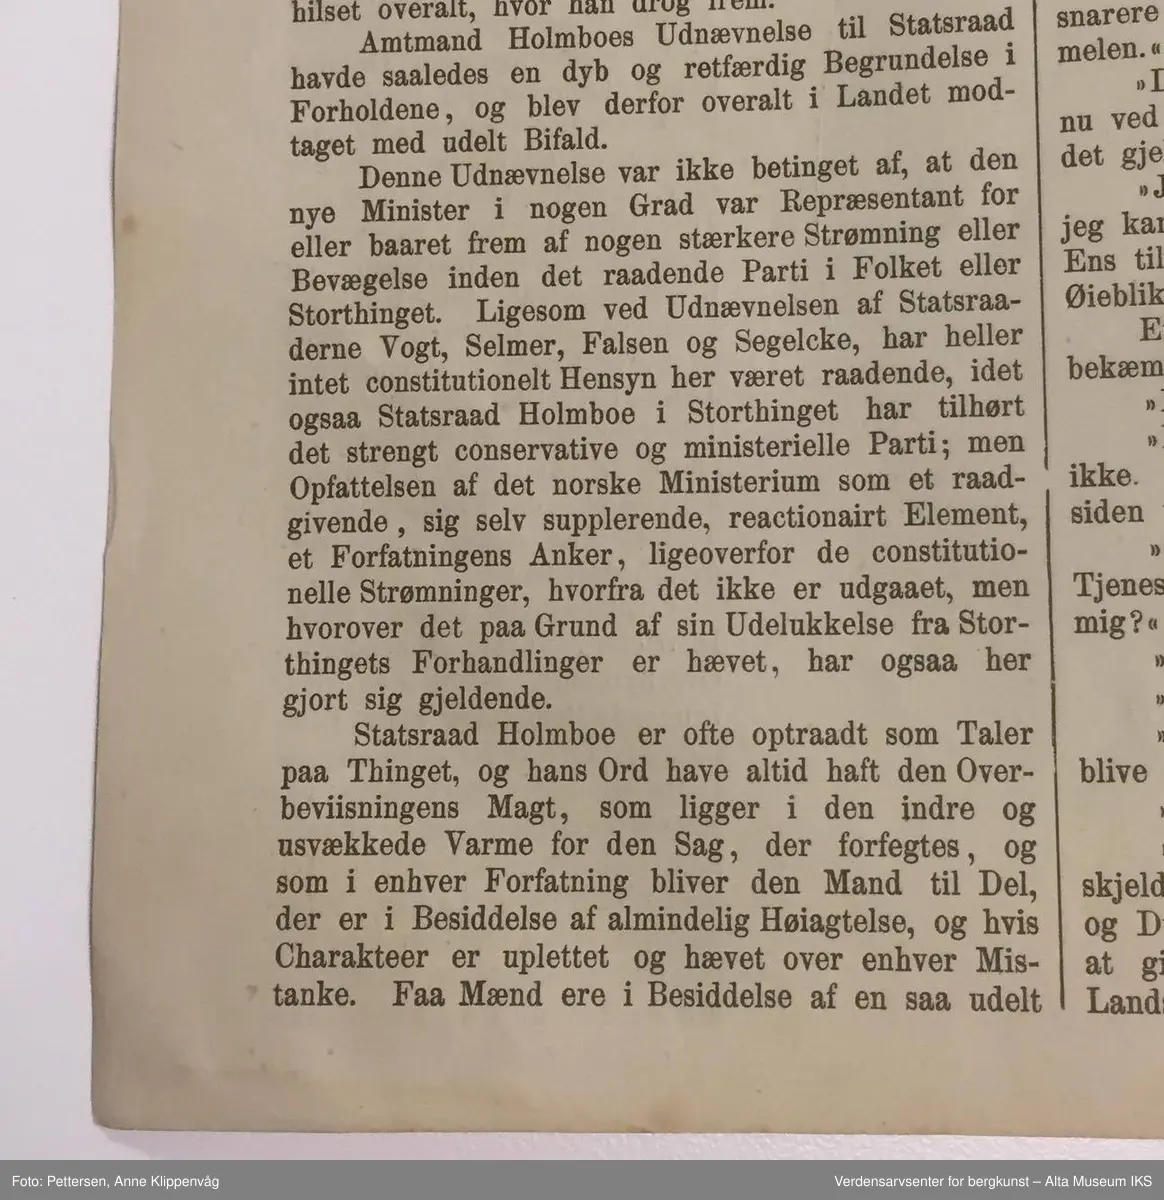 hilset overalt, hvor han drog frem.
Amtmand Holmboes Udnævnelse til Statsraad
havde saaledes en dyb og retfærdig Begrundelse i
Forholdene, og blev derfor overalt i Landet mod-
taget med udelt Bifald.
Denne Udnævnelse var ikke betinget af, at den
nye Minister i nogen Grad var Repræsentant for
eller baaret frem af nogen stærkere Strømning eller
Bevægelse inden det raadende Parti i Folket eller
Storthinget. Ligesom ved Udnævnelsen af Statsraa-
derne Vogt, Selmer, Falsen og Segelcke, har heller
intet constitutionelt Hensyn her været raadende, idet
ogsaa Statsraad Holmboe i Storthinget har tilhørt
det strengt conservative og ministerielle Parti; men
Opfattelsen af det norske Ministerium som et raad-
givende, sig selv supplerende, reactionairt Element,
et Forfatningens Anker, ligeoverfor de constitutio-
nelle Strømninger, hvorfra det ikke er udgaaet, men
hvorover det paa Grund af sin Udelukkelse fra Stor-
thingets Forhandlinger er hævet, har ogsaa her
gjort sig gjeldende.
Statsraad Holmboe er ofte optraadt som Taler
paa Thinget, og hans Ord have altid haft den Over-
beviisningens Magt, som ligger i den indre og
usvækkede Varme for den Sag, der forfegtes, og
som i enhver Forfatning bliver den Mand til Del,
der er i Besiddelse af almindelig Høiagtelse, og hvis
Charakteer er uplettet og hævet over enhver Mis-
tanke. Faa Mænd ere i Besiddelse af en saa udelt
snarere
melen.«
nu ved
det gje
»J
jeg kan
Ens til
Øieblik
E
bekæm
»
»
ikke.
siden
»
Tjenes
mig?«
»
»
»
blive
skjeld
og D
at gi
Lands
Foto: Pettersen, Anne Klippenvåg
Verdensarvsenter for bergkunst – Alta Museum IKS